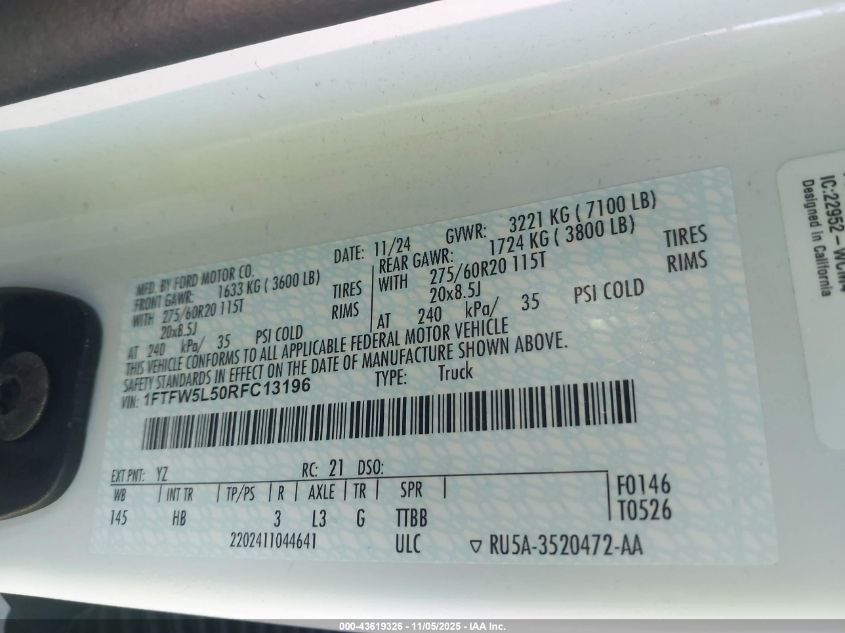 MFD. BY FORD MOTOR CO.
DATE: 11/24 GVWR: 3221 KG ( 7100 LB)
FRONT GAWR: 1633 KG ( 3600 LB)
WITH 275/60R20 115T TIRES
20x8.5J RIMS
AT 240 kPa/ 35 PSI COLD
REAR GAWR: 1724 KG ( 3800 LB)
WITH 275/60R20 115T TIRES
20x8.5J RIMS
AT 240 kPa/ 35 PSI COLD
THIS VEHICLE CONFORMS TO ALL APPLICABLE FEDERAL MOTOR VEHICLE
SAFETY STANDARDS IN EFFECT ON THE DATE OF MANUFACTURE SHOWN ABOVE.
VIN: 1FTFW5L50RFC13196 TYPE: Truck
EXT PNT: YZ RC: 21 DSO:
WB INT TR TP/PS R AXLE TR SPR F0146
145 HB 3 L3 G TTBB T0526
2202411044641 ULC ▽ RU5A-3520472-AA
Designed in California
000-43619326 - 11/05/2025 - IAA Inc.